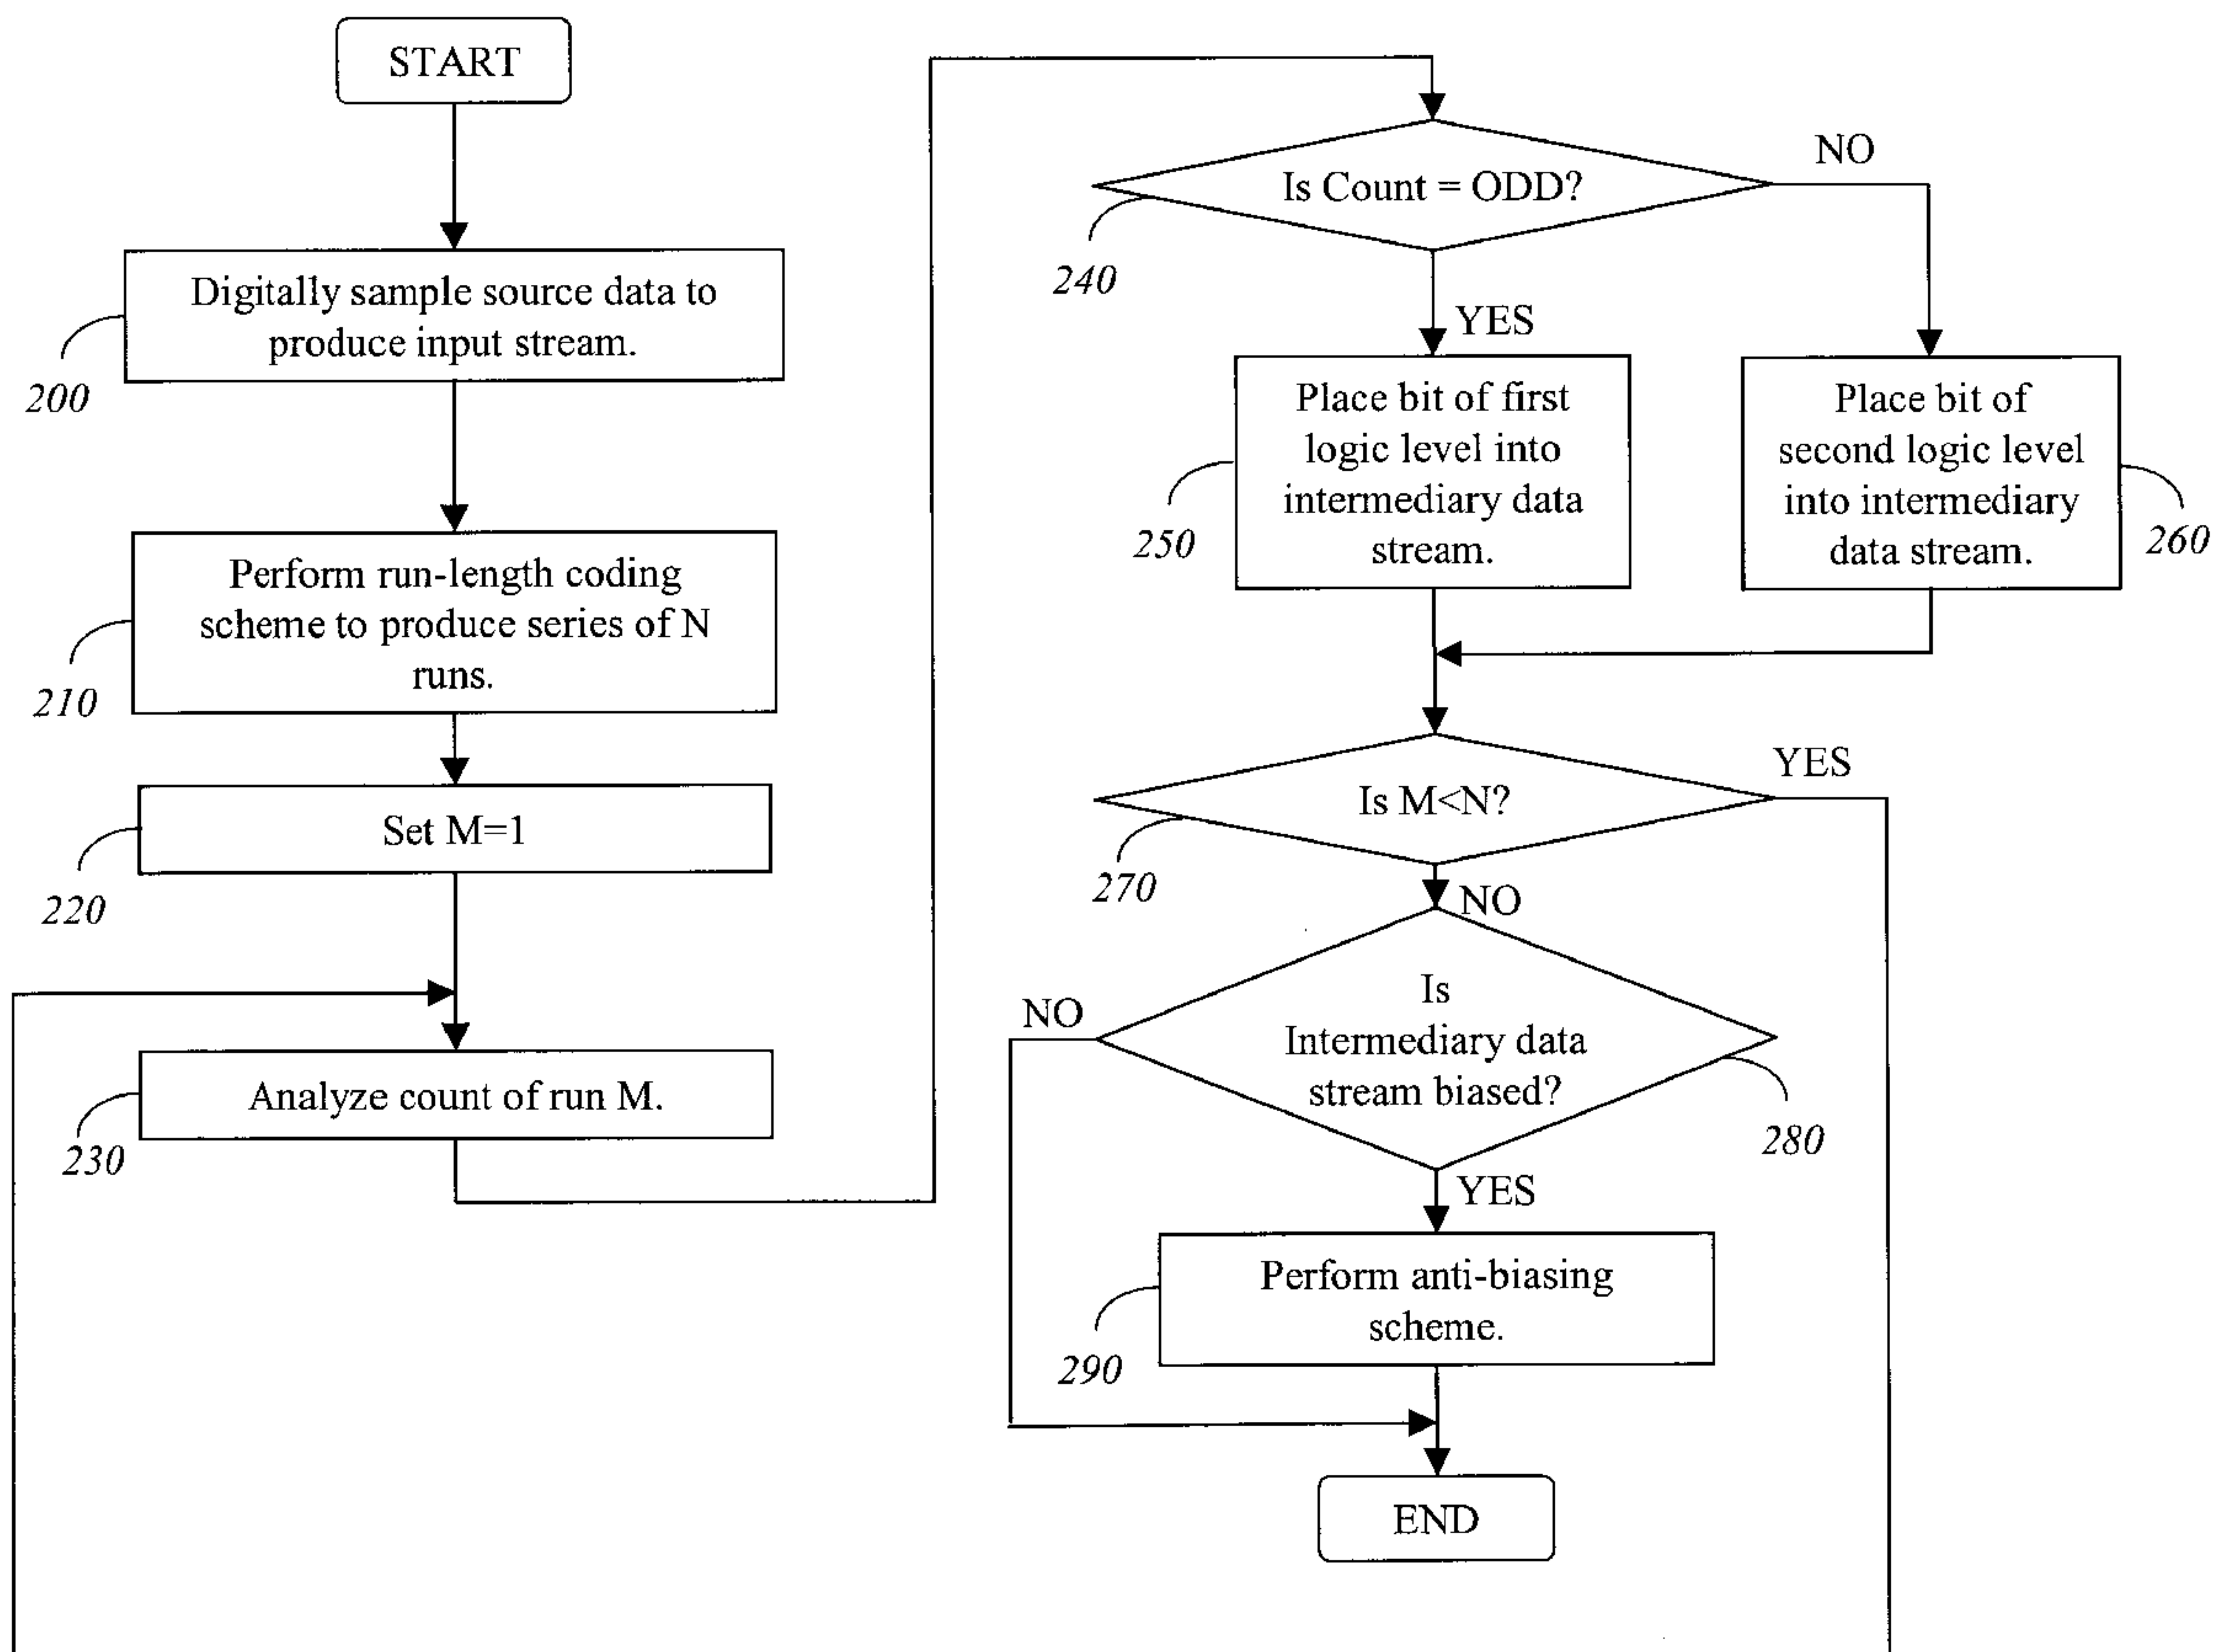 START
Digitally sample source data to
produce input stream.
200
Perform run-length coding
scheme to produce series of N
runs.
210
Set M=1
220
Analyze count of run M.
230
Is Count = ODD?
NO
240
YES
Place bit of first
logic level into
intermediary data
stream.
250
Place bit of
second logic level
into intermediary
data stream.
260
Is M<N?
YES
270
NO
Is
Intermediary data
stream biased?
NO
280
YES
Perform anti-biasing
scheme.
290
END